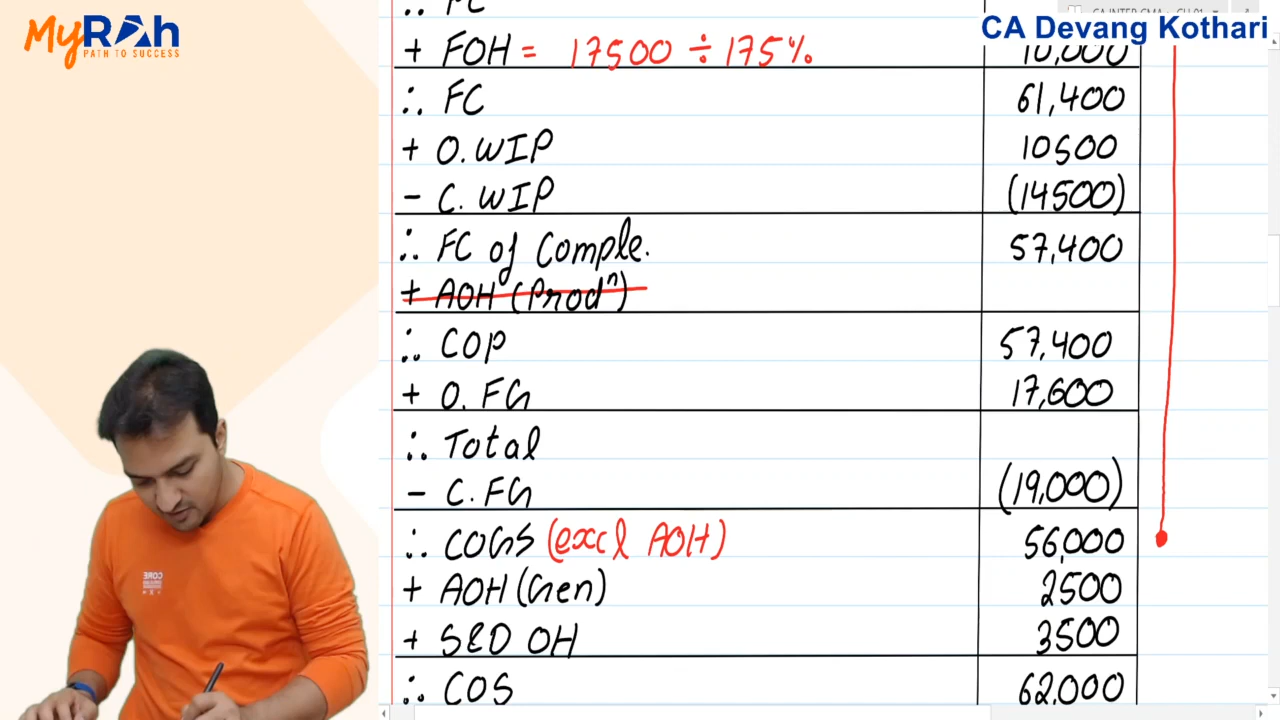 MyRAh
PATH TO SUCCESS
CA Devang Kothari
+ FOH = 17500 ÷ 175% 10,000
∴ FC 61,400
+ O. WIP 10500
- C. WIP (14500)
∴ FC of Comple. 57,400
+ AOH (Prodⁿ)
∴ COP 57,400
+ O. FG 17,600
∴ Total
- C. FG (19,000)
∴ COGS (excl AOH) 56,000
+ AOH (Gen) 2500
+ S&D OH 3500
∴ COS 62,000